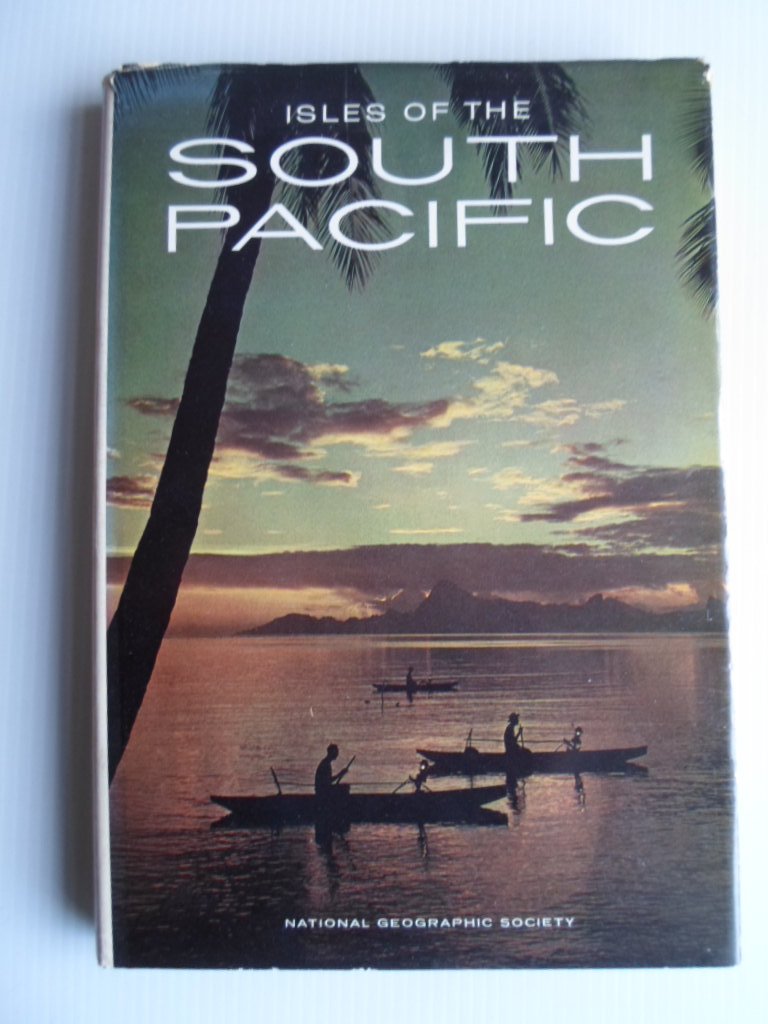 ISLES OF THE
SOUTH
PACIFIC
NATIONAL GEOGRAPHIC SOCIETY